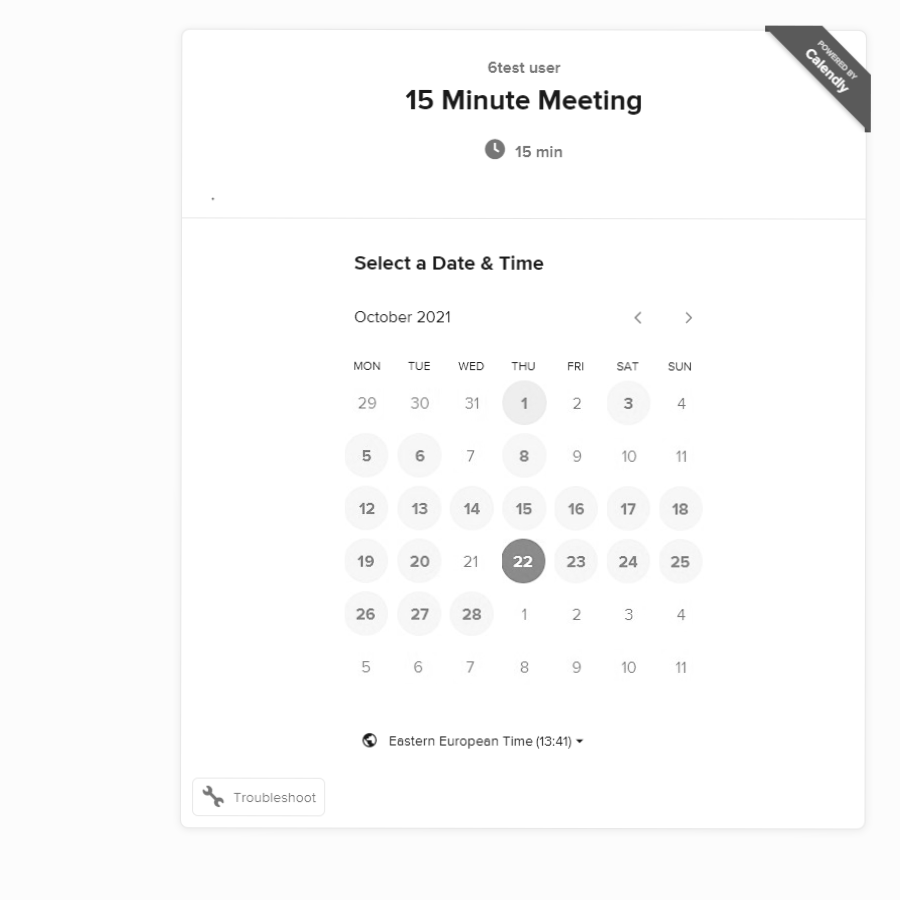 6test user
15 Minute Meeting
15 min
POWERED BY
Calendly
Select a Date & Time
October 2021
MON TUE WED THU FRI SAT SUN
29 30 31 1 2 3 4
5 6 7 8 9 10 11
12 13 14 15 16 17 18
19 20 21 22 23 24 25
26 27 28 1 2 3 4
5 6 7 8 9 10 11
Eastern European Time (13:41)
Troubleshoot